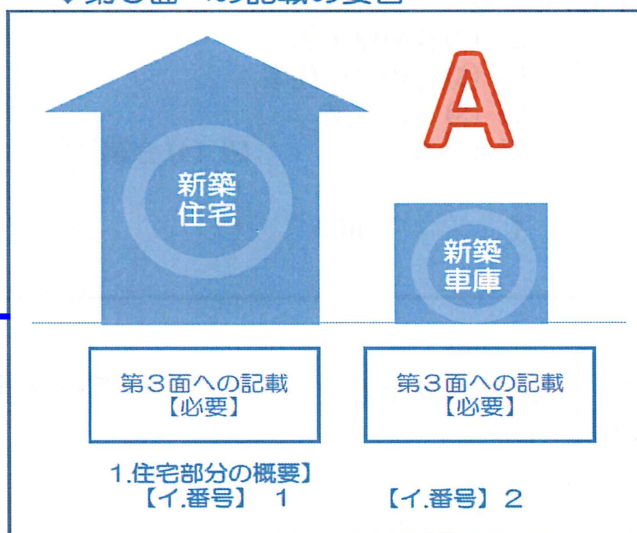 A
新築
住宅
新築
車庫
第3面への記載
【必要】
第3面への記載
【必要】
1.住宅部分の概要】
【イ.番号】 1
【イ.番号】 2